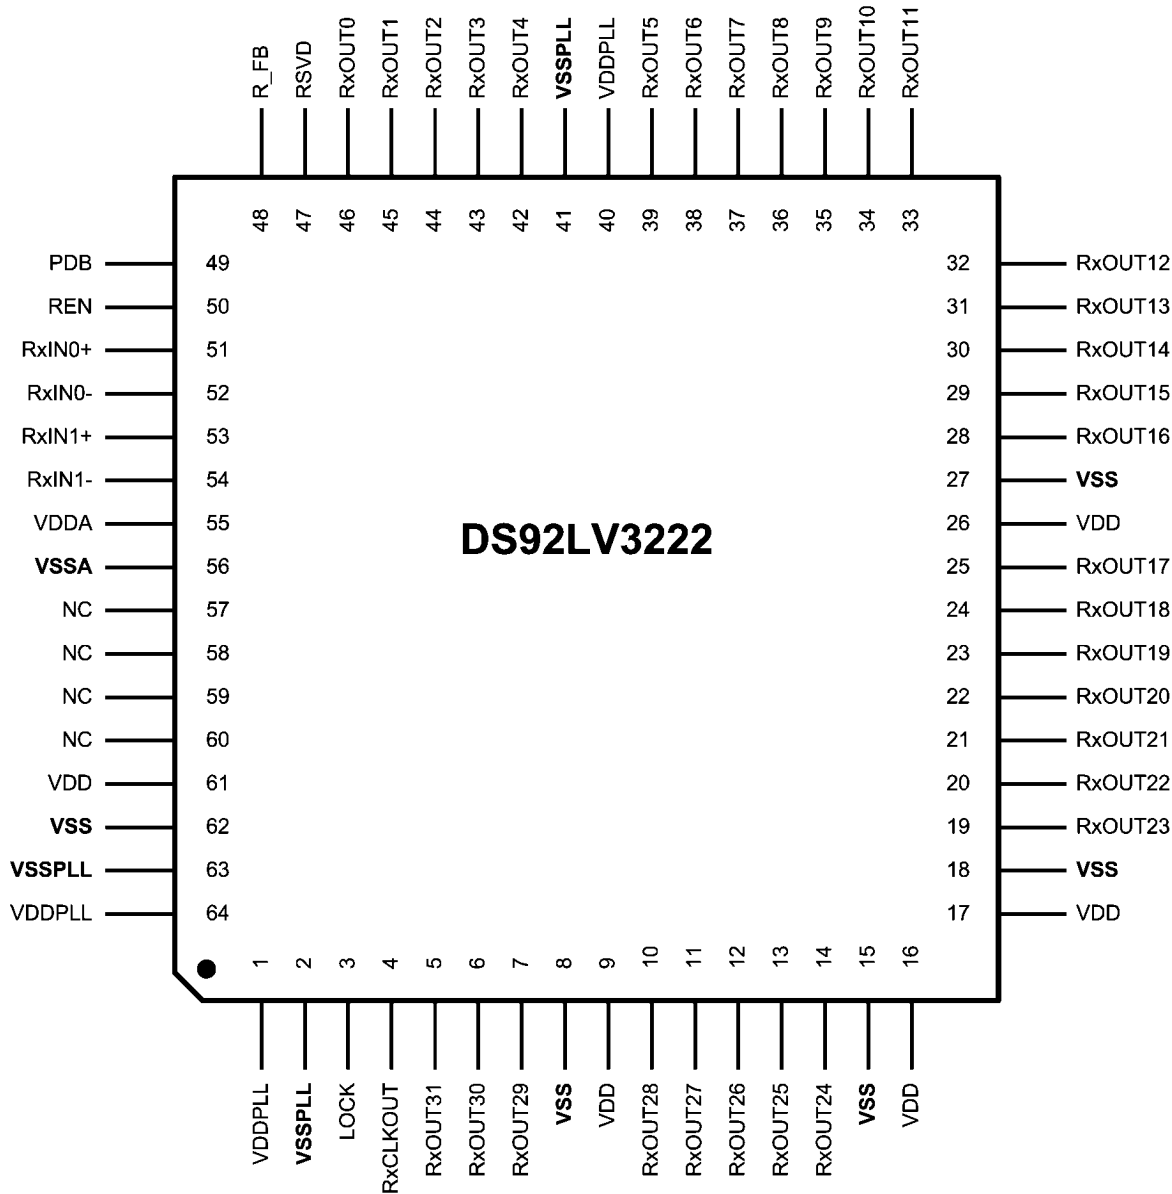 R_FB
RSVD
RxOUT0
RxOUT1
RxOUT2
RxOUT3
RxOUT4
VSSPLL
VDDPLL
RxOUT5
RxOUT6
RxOUT7
RxOUT8
RxOUT9
RxOUT10
RxOUT11
48
47
46
45
44
43
42
41
40
39
38
37
36
35
34
33
PDB 49 32 RxOUT12
REN 50 31 RxOUT13
RxIN0+ 51 30 RxOUT14
RxIN0- 52 29 RxOUT15
RxIN1+ 53 28 RxOUT16
RxIN1- 54 27 VSS
VDDA 55 26 VDD
DS92LV3222
VSSA 56 25 RxOUT17
NC 57 24 RxOUT18
NC 58 23 RxOUT19
NC 59 22 RxOUT20
NC 60 21 RxOUT21
VDD 61 20 RxOUT22
VSS 62 19 RxOUT23
VSSPLL 63 18 VSS
VDDPLL 64 17 VDD
1
2
3
4
5
6
7
8
9
10
11
12
13
14
15
16
VDDPLL
VSSPLL
LOCK
RxCLKOUT
RxOUT31
RxOUT30
RxOUT29
VSS
VDD
RxOUT28
RxOUT27
RxOUT26
RxOUT25
RxOUT24
VSS
VDD